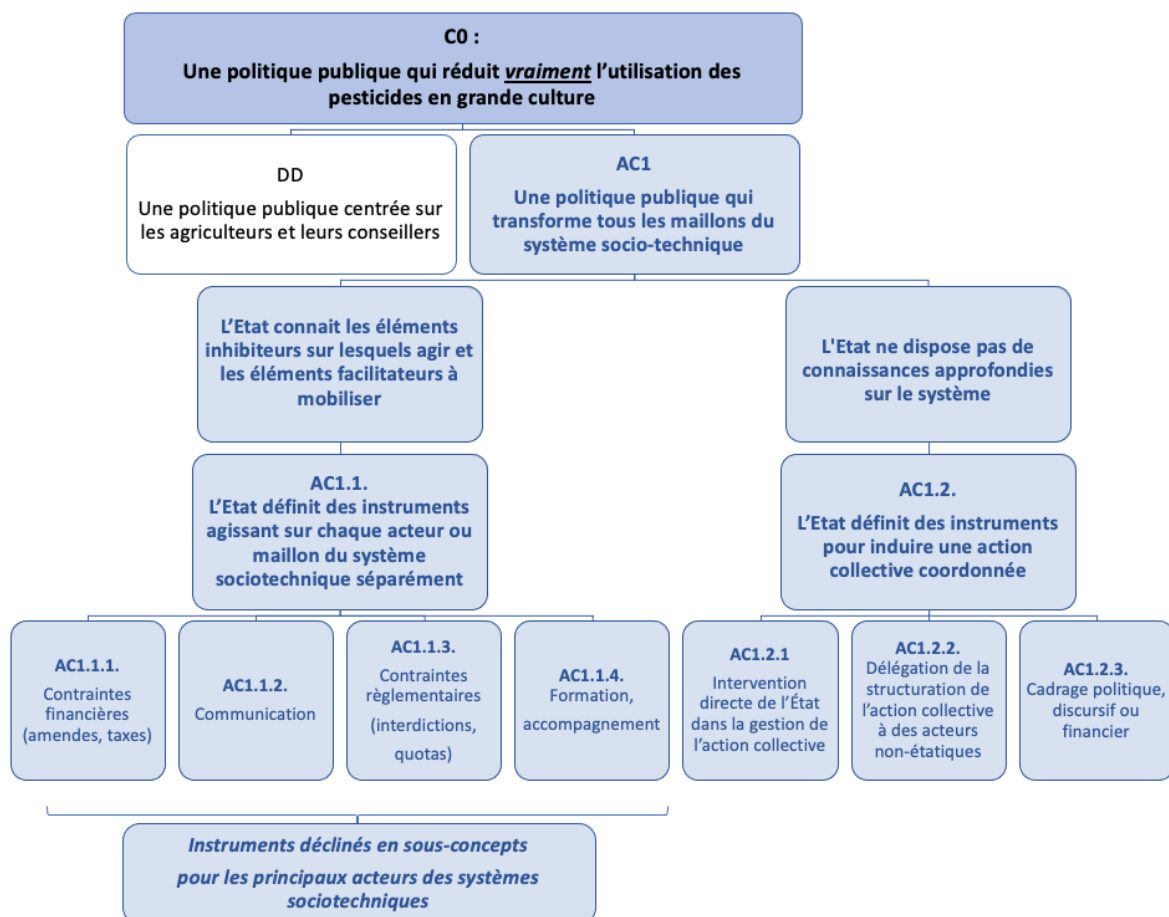 C0 :
Une politique publique qui réduit vraiment l'utilisation des
pesticides en grande culture
DD
Une politique publique centrée sur
les agriculteurs et leurs conseillers
AC1
Une politique publique qui
transforme tous les maillons du
système socio-technique
L'Etat connait les éléments
inhibiteurs sur lesquels agir et
les éléments facilitateurs à
mobiliser
L'Etat ne dispose pas de
connaissances approfondies
sur le système
AC1.1.
L'Etat définit des instruments
agissant sur chaque acteur ou
maillon du système
sociotechnique séparément
AC1.2.
L'Etat définit des instruments
pour induire une action
collective coordonnée
AC1.1.1.
Contraintes
financières
(amendes, taxes)
AC1.1.2.
Communication
AC1.1.3.
Contraintes
règlementaires
(interdictions,
quotas)
AC1.1.4.
Formation,
accompagnement
AC1.2.1
Intervention
directe de l'État
dans la gestion de
l'action collective
AC1.2.2.
Délégation de la
structuration de
l'action collective
à des acteurs
non-étatiques
AC1.2.3.
Cadrage politique,
discursif ou
financier
Instruments déclinés en sous-concepts
pour les principaux acteurs des systèmes
sociotechniques